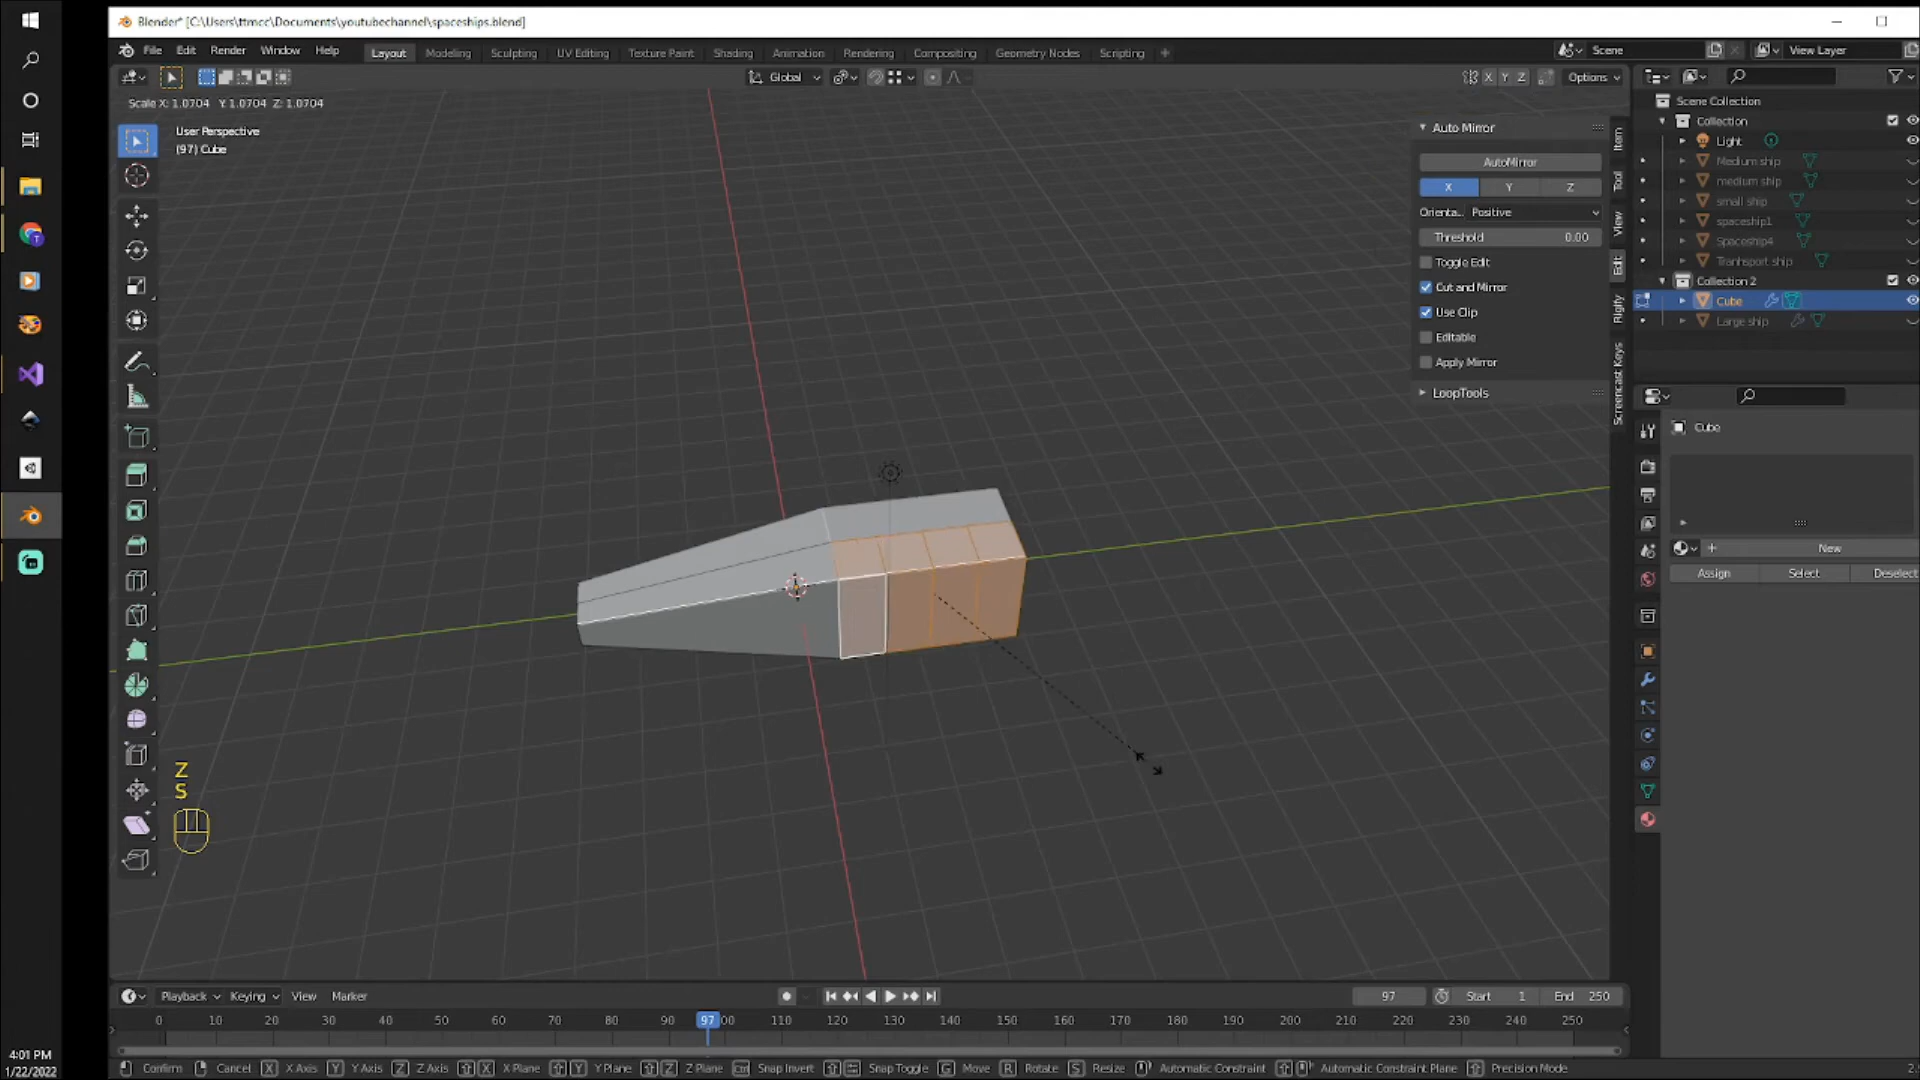 Blender* [C:\Users\ttmcc\Documents\youtubechannel\spaceships.blend]
File Edit Render Window Help Layout Modeling Sculpting UV Editing Texture Paint Shading Animation Rendering Compositing Geometry Nodes Scripting + Scene View Layer
Global X Y Z Options
Scale X: 1.0704 Y: 1.0704 Z: 1.0704
User Perspective
(97) Cube
Auto Mirror
AutoMirror
X Y Z
Orienta... Positive
Threshold 0.00
Toggle Edit
Cut and Mirror
Use Clip
Editable
Apply Mirror
LoopTools
Item
Tool
View
Edit
Rigify
Screencast Keys
Scene Collection
Collection
Light
Medium ship
medium ship
small ship
spaceship1
Spaceship4
Tranhsport ship
Collection 2
Cube
Large ship
Cube
+ New
Assign Select Deselect
Z
S
Playback Keying View Marker 97 Start 1 End 250
0 10 20 30 40 50 60 70 80 90 97 00 110 120 130 140 150 160 170 180 190 200 210 220 230 240 250
Confirm Cancel X X Axis Y Y Axis Z Z Axis X X Plane Y Y Plane Z Z Plane Ctrl Snap Invert Snap Toggle G Move R Rotate S Resize Automatic Constraint Automatic Constraint Plane Precision Mode
4:01 PM
1/22/2022